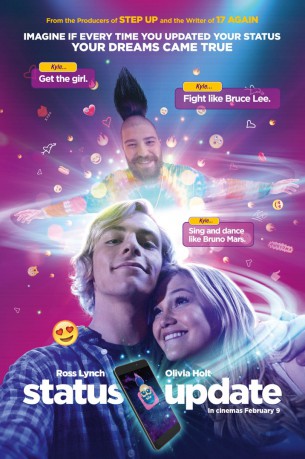 From the Producers of STEP UP and the Writer of 17 AGAIN
IMAGINE IF EVERY TIME YOU UPDATED YOUR STATUS
YOUR DREAMS CAME TRUE
Kyle...
Get the girl.
Kyle...
Fight like Bruce Lee.
Kyle...
Sing and dance
like Bruno Mars.
Ross Lynch
Olivia Holt
status update
In cinemas February 9